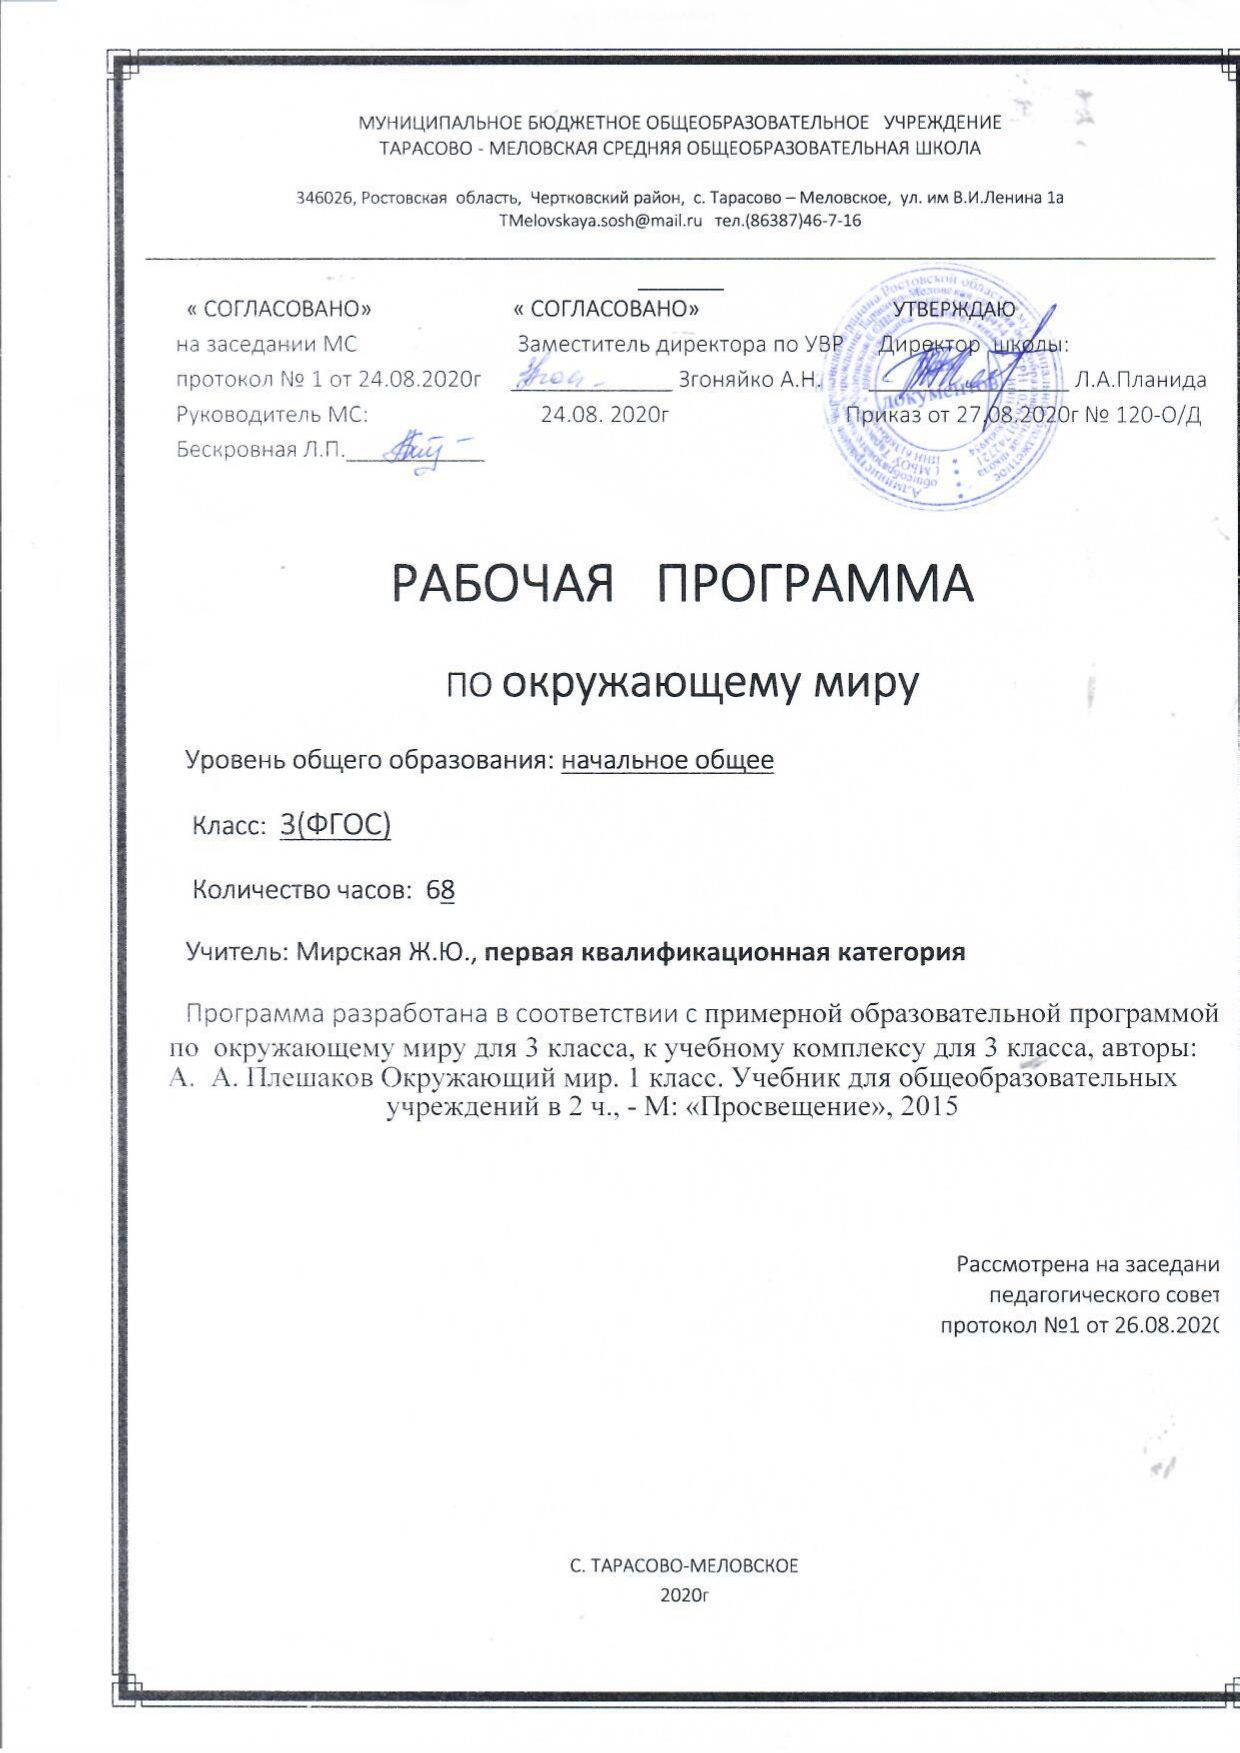 МУНИЦИПАЛЬНОЕ БЮДЖЕТНОЕ ОБЩЕОБРАЗОВАТЕЛЬНОЕ УЧРЕЖДЕНИЕ
ТАРАСОВО - МЕЛОВСКАЯ СРЕДНЯЯ ОБЩЕОБРАЗОВАТЕЛЬНАЯ ШКОЛА
346026, Ростовская область, Чертковский район, с. Тарасово – Меловское, ул. им В.И.Ленина 1а
TMelovskaya.sosh@mail.ru тел.(86387)46-7-16
« СОГЛАСОВАНО» « СОГЛАСОВАНО» УТВЕРЖДАЮ
на заседании МС Заместитель директора по УВР Директор школы:
протокол № 1 от 24.08.2020г ______________ Згоняйко А.Н. ______________ Л.А.Планида
Руководитель МС: 24.08. 2020г Приказ от 27.08.2020г № 120-О/Д
Бескровная Л.П.____________
документов
РАБОЧАЯ ПРОГРАММА
ПО окружающему миру
Уровень общего образования: начальное общее
Класс: 3(ФГОС)
Количество часов: 68
Учитель: Мирская Ж.Ю., первая квалификационная категория
Программа разработана в соответствии с примерной образовательной программой
по окружающему миру для 3 класса, к учебному комплексу для 3 класса, авторы:
А. А. Плешаков Окружающий мир. 1 класс. Учебник для общеобразовательных
учреждений в 2 ч., - М: «Просвещение», 2015
Рассмотрена на заседани
педагогического совет
протокол №1 от 26.08.2020
С. ТАРАСОВО-МЕЛОВСКОЕ
2020г